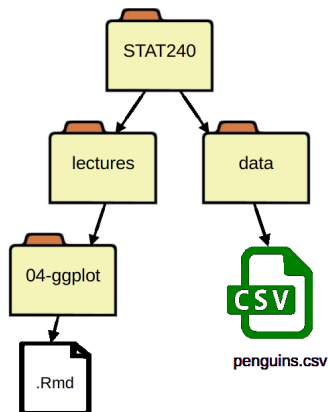 STAT240
lectures
data
04-ggplot
CSV
penguins.csv
.Rmd